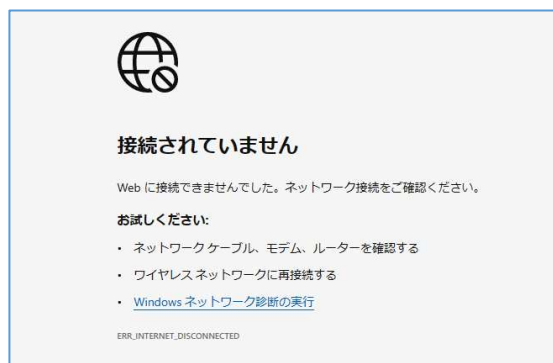 接続されていません
Web に接続できませんでした。ネットワーク接続をご確認ください。
お試しください:
• ネットワーク ケーブル、モデム、ルーターを確認する
• ワイヤレス ネットワークに再接続する
• Windows ネットワーク診断の実行
ERR_INTERNET_DISCONNECTED